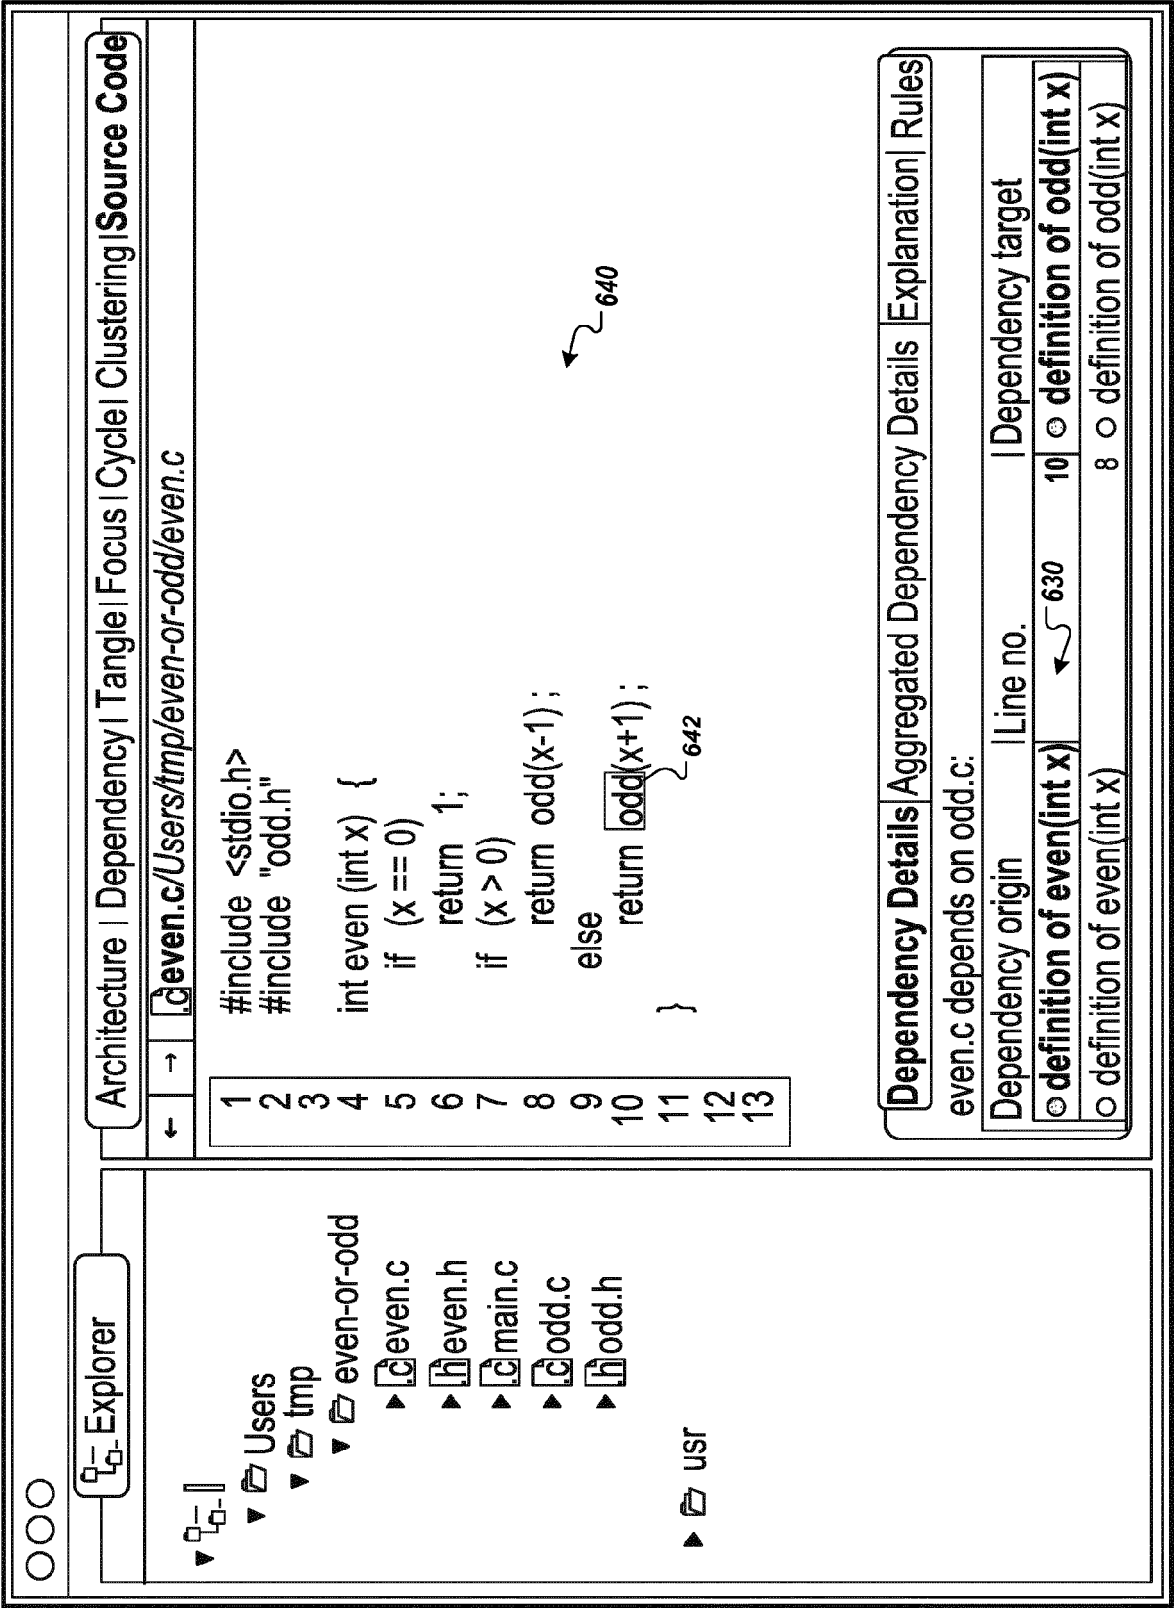 Explorer
Users
tmp
even-or-odd
.c even.c
.h even.h
.c main.c
.c odd.c
.h odd.h
usr
Architecture | Dependency | Tangle | Focus | Cycle | Clustering | Source Code
← → .c even.c/Users/tmp/even-or-odd/even.c
1 #include <stdio.h>
2 #include "odd.h"
3
4 int even (int x) {
5 if (x == 0)
6 return 1;
7 if (x > 0)
8 return odd(x-1) ;
9 else
10 return odd(x+1) ;
11 }
12
13
640
642
Dependency Details | Aggregated Dependency Details | Explanation | Rules
even.c depends on odd.c:
Dependency origin | Line no. | Dependency target
definition of even(int x) 10 definition of odd(int x)
definition of even(int x) 8 definition of odd(int x)
630